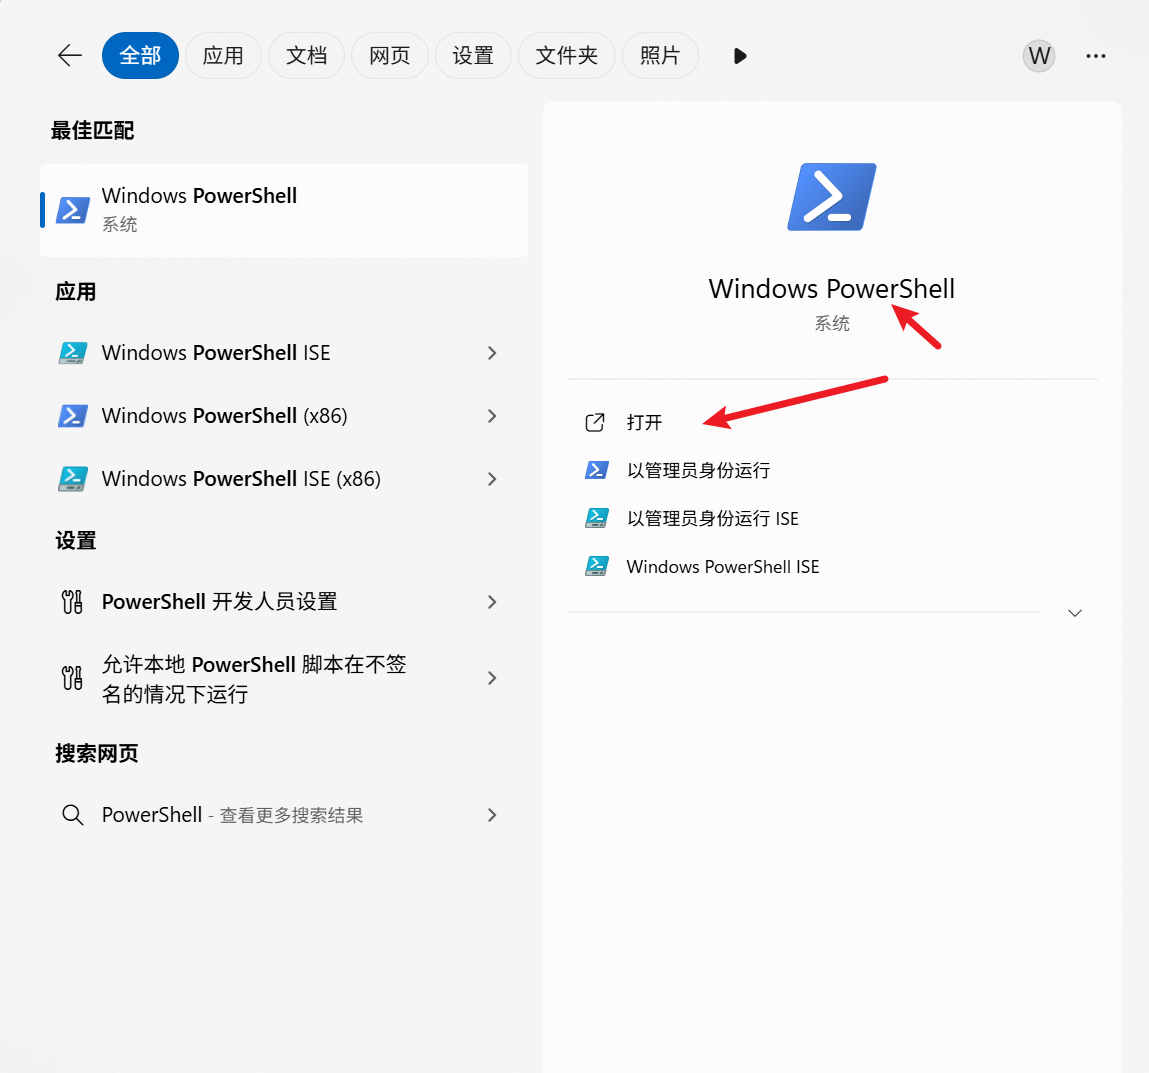 全部
应用
文档
网页
设置
文件夹
照片
W
最佳匹配
Windows PowerShell
系统
应用
Windows PowerShell ISE
Windows PowerShell (x86)
Windows PowerShell ISE (x86)
设置
PowerShell 开发人员设置
允许本地 PowerShell 脚本在不签
名的情况下运行
搜索网页
PowerShell - 查看更多搜索结果
Windows PowerShell
系统
打开
以管理员身份运行
以管理员身份运行 ISE
Windows PowerShell ISE